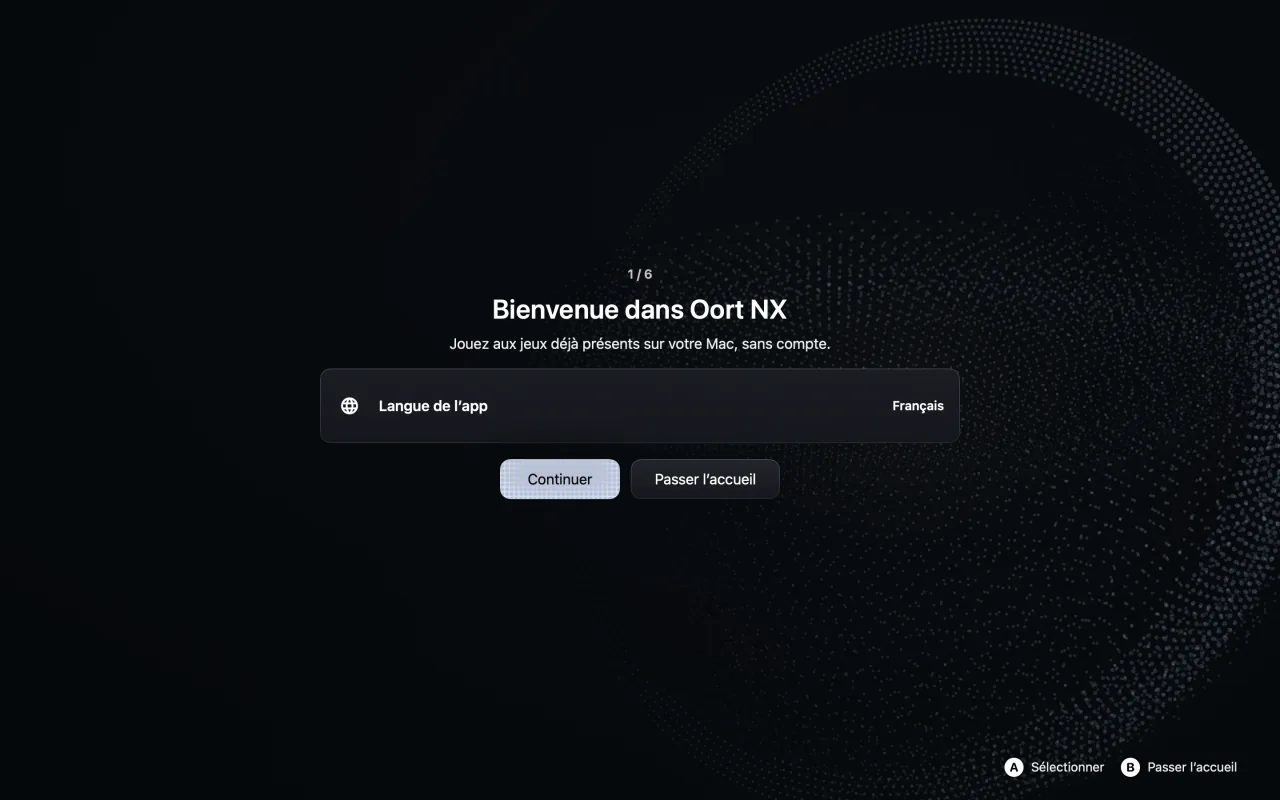 1 / 6
Bienvenue dans Oort NX
Jouez aux jeux déjà présents sur votre Mac, sans compte.
Langue de l’app
Français
Continuer
Passer l’accueil
A Sélectionner
B Passer l’accueil